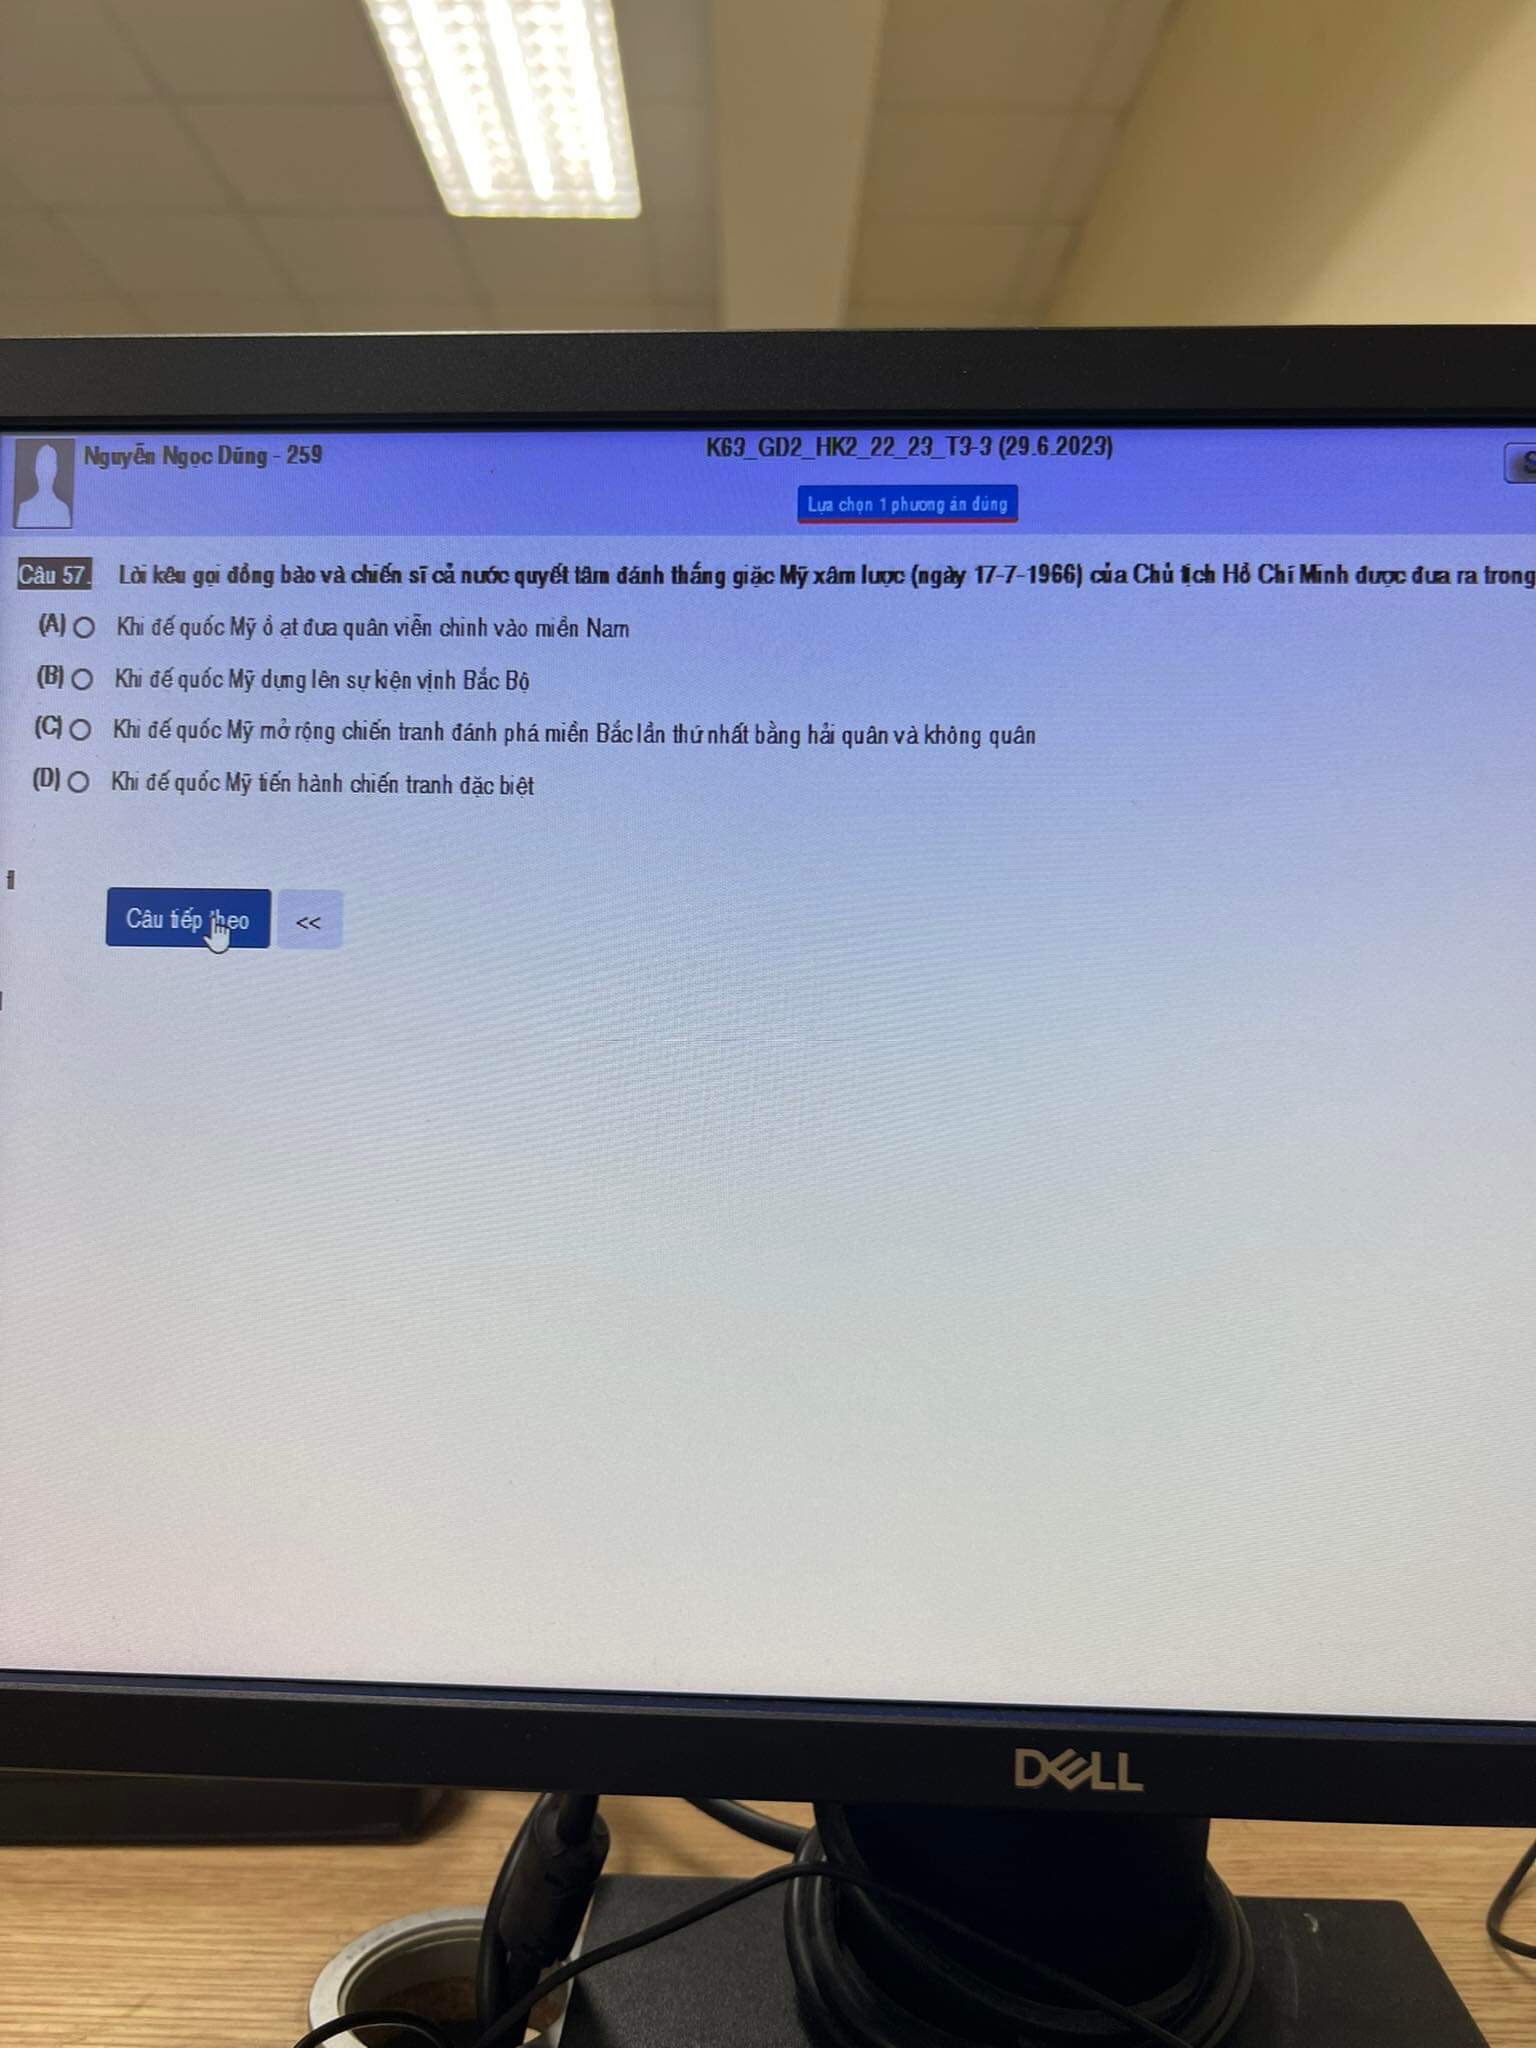 Nguyễn Ngọc Dũng - 259
K63_GD2_HK2_22_23_T3-3 (29.6.2023)
Lựa chọn 1 phương án đúng
Câu 57. Lời kêu gọi đồng bào và chiến sĩ cả nước quyết tâm đánh thắng giặc Mỹ xâm lược (ngày 17-7-1966) của Chủ tịch Hồ Chí Minh được đưa ra trong
(A) Khi đế quốc Mỹ ồ ạt đưa quân viễn chinh vào miền Nam
(B) Khi đế quốc Mỹ dựng lên sự kiện vịnh Bắc Bộ
(C) Khi đế quốc Mỹ mở rộng chiến tranh đánh phá miền Bắc lần thứ nhất bằng hải quân và không quân
(D) Khi đế quốc Mỹ tiến hành chiến tranh đặc biệt
Câu tiếp theo <<
DELL